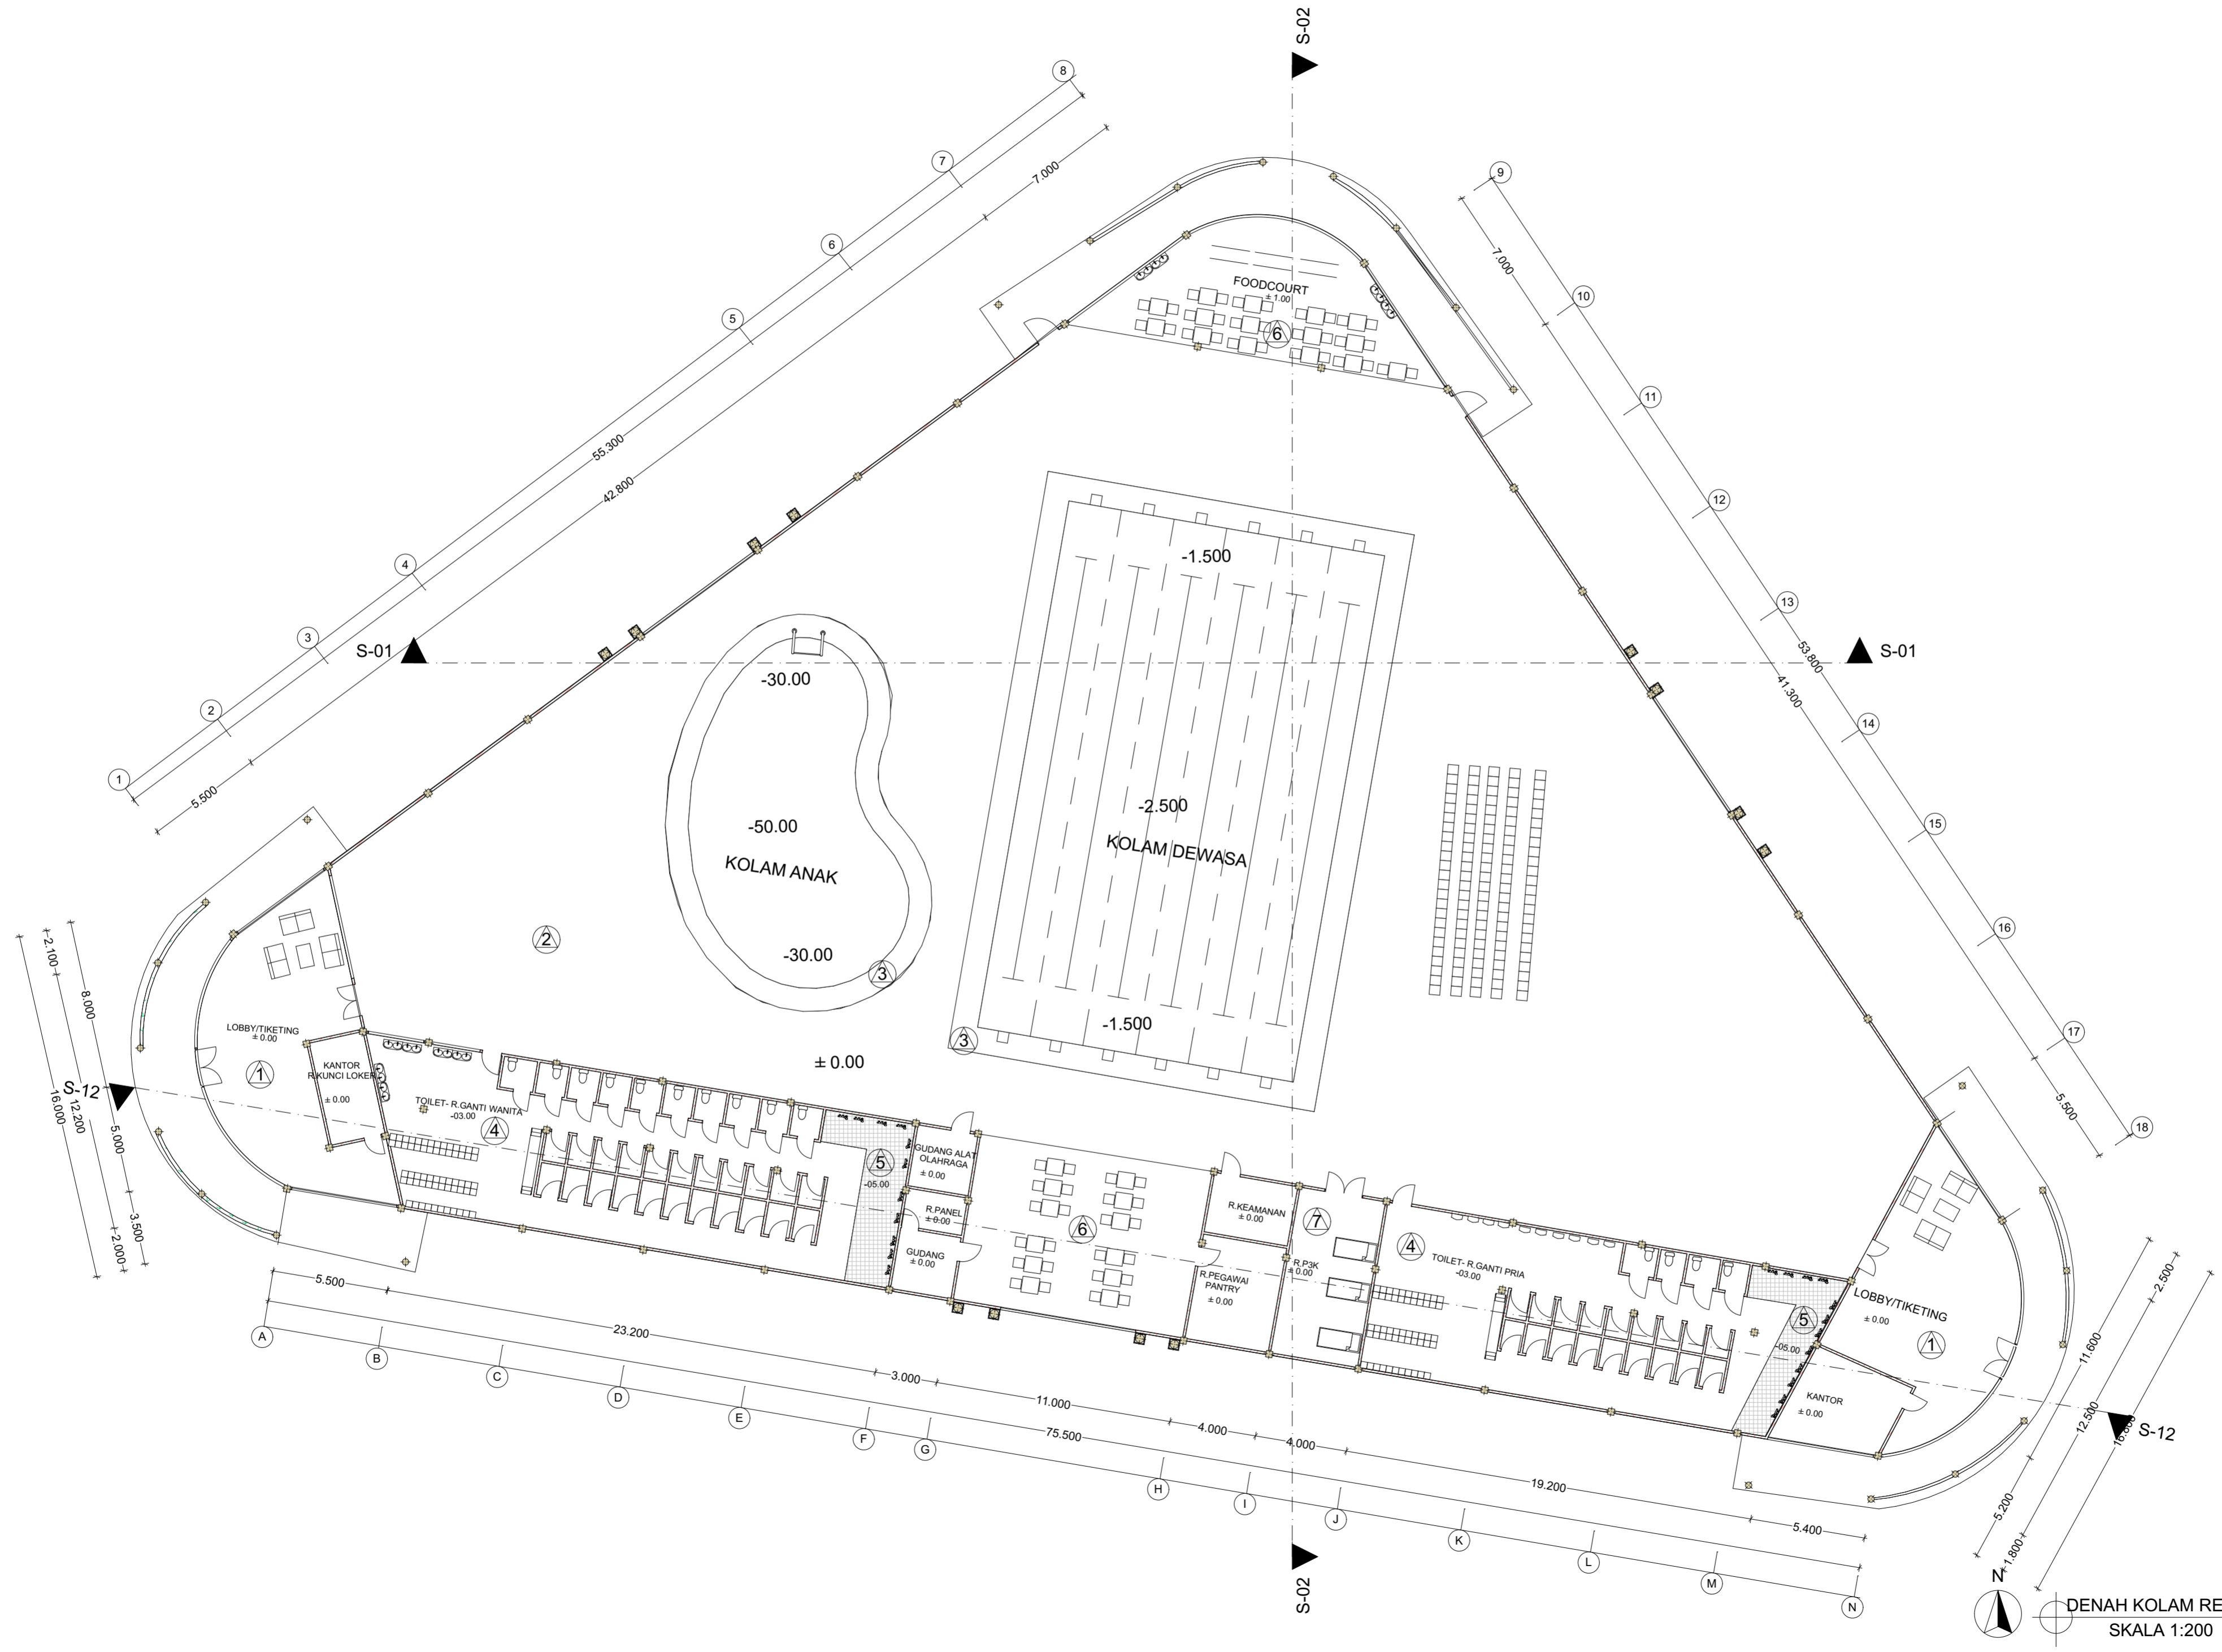 S-02
8
7
7.000
6
9
7.000
5
10
FOODCOURT
± 1.00
6
11
55.300
4
42.800
12
-1.500
3
13
S-01
S-01
53.800
2
-30.00
41.300
1
14
5.500
-2.500
15
-50.00
KOLAM DEWASA
KOLAM ANAK
16
2.100
2
-30.00
3
8.000
-1.500
17
LOBBY/TIKETING
± 0.00
3
± 0.00
1
KANTOR
R.KUNCI LOKER
± 0.00
S-12
16.000
12.200
5.000
TOILET- R.GANTI WANITA
-03.00
4
5.500
18
GUDANG ALAT
OLAHRAGA
± 0.00
5
-05.00
3.500
2.000
R.PANEL
± 0.00
6
R.KEAMANAN
± 0.00
7
4
GUDANG
± 0.00
R.P3K
± 0.00
TOILET- R.GANTI PRIA
-03.00
R.PEGAWAI
PANTRY
± 0.00
LOBBY/TIKETING
± 0.00
5
-05.00
1
2.500
11.600
5.500
23.200
A
B
C
D
E
3.000
11.000
KANTOR
± 0.00
12.500
S-12
F
G
75.500
4.000
4.000
H
I
J
19.200
5.400
5.200
1.800
K
L
M
N
S-02
N
DENAH KOLAM RE
SKALA 1:200